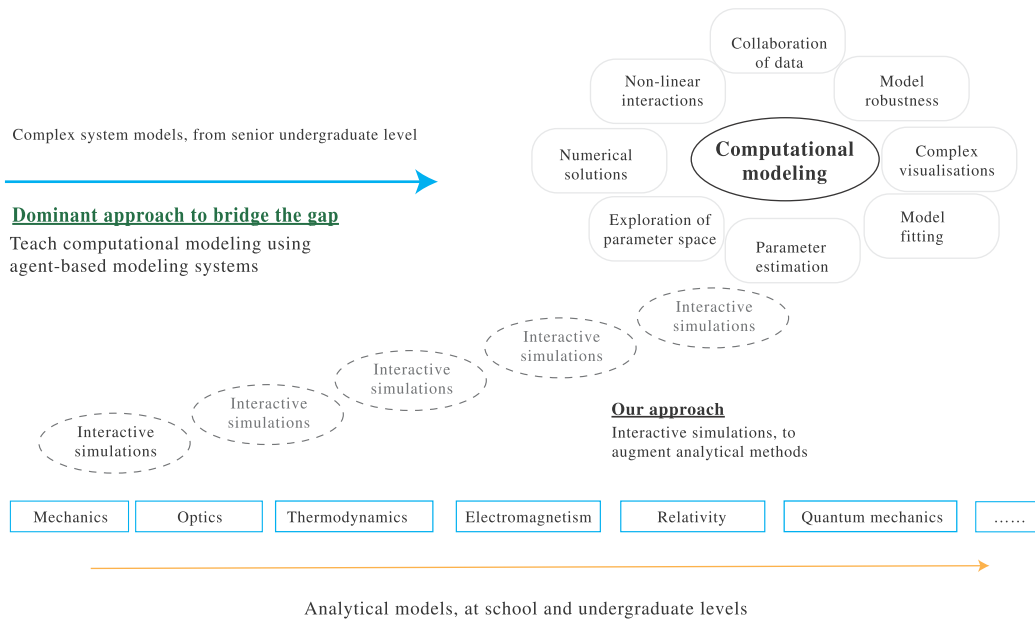 Collaboration
of data
Non-linear
interactions
Model
robustness
Complex system models, from senior undergraduate level
Numerical
solutions
Computational
modeling
Complex
visualisations
Dominant approach to bridge the gap
Teach computational modeling using
agent-based modeling systems
Exploration of
parameter space
Parameter
estimation
Model
fitting
Interactive
simulations
Interactive
simulations
Interactive
simulations
Interactive
simulations
Interactive
simulations
Our approach
Interactive simulations, to
augment analytical methods
Mechanics
Optics
Thermodynamics
Electromagnetism
Relativity
Quantum mechanics
......
Analytical models, at school and undergraduate levels